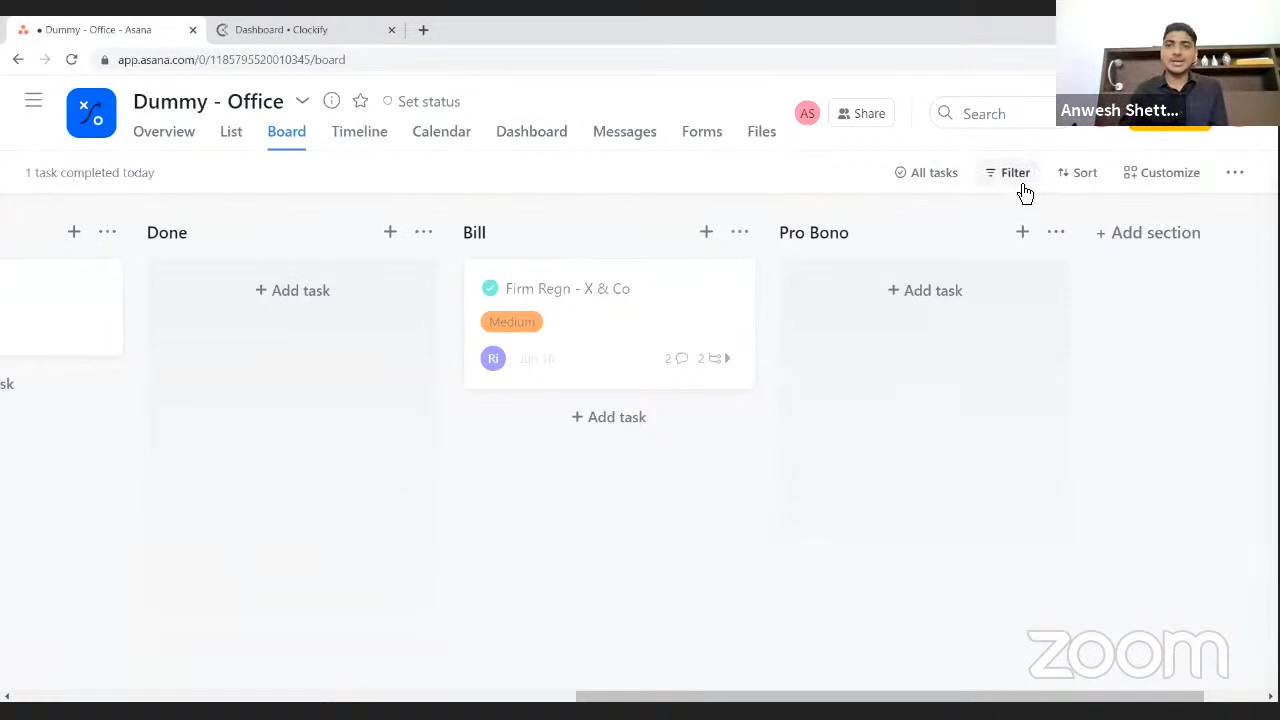 Dummy - Office - Asana
Dashboard • Clockify
app.asana.com/0/1185795520010345/board
Dummy - Office
Set status
AS
Share
Search
Anwesh Shett...
Overview
List
Board
Timeline
Calendar
Dashboard
Messages
Forms
Files
1 task completed today
All tasks
Filter
Sort
Customize
Done
Bill
Pro Bono
+ Add section
+ Add task
Firm Regn - X & Co
+ Add task
Medium
Ri
Jun 16
2
2
sk
+ Add task
zoom